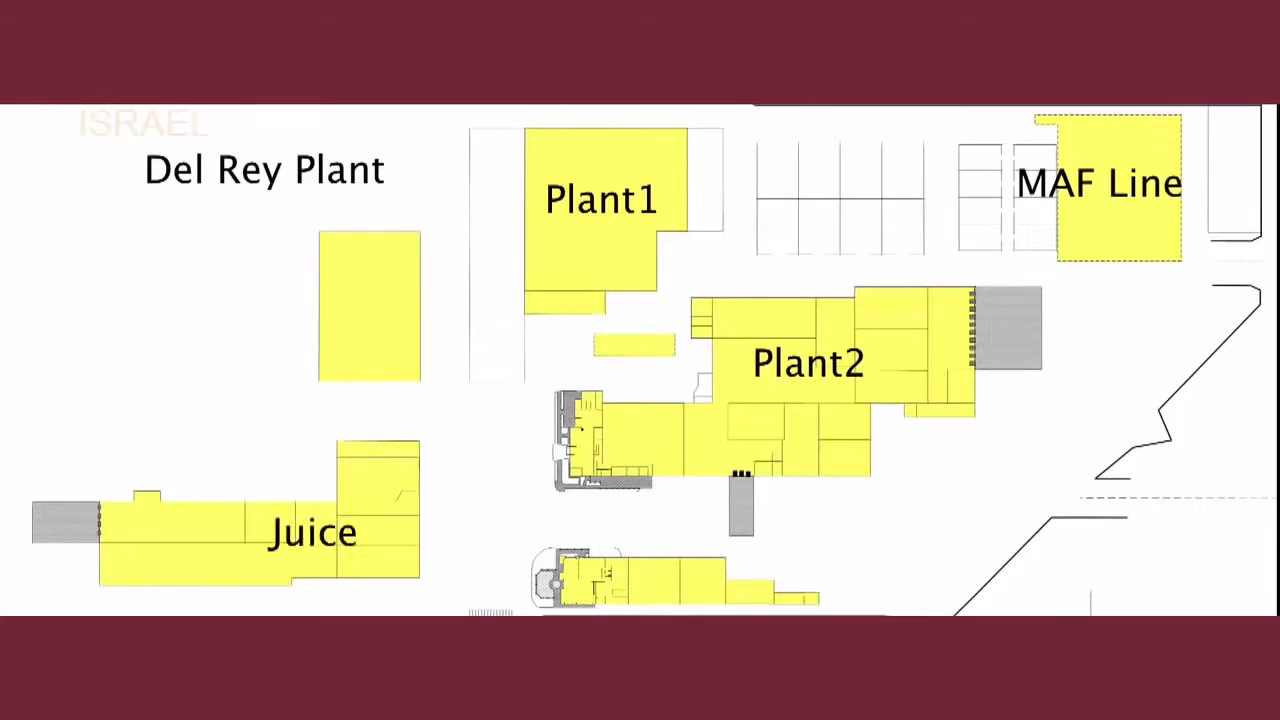 ISRAEL
Del Rey Plant
Plant1
MAF Line
Plant2
Juice